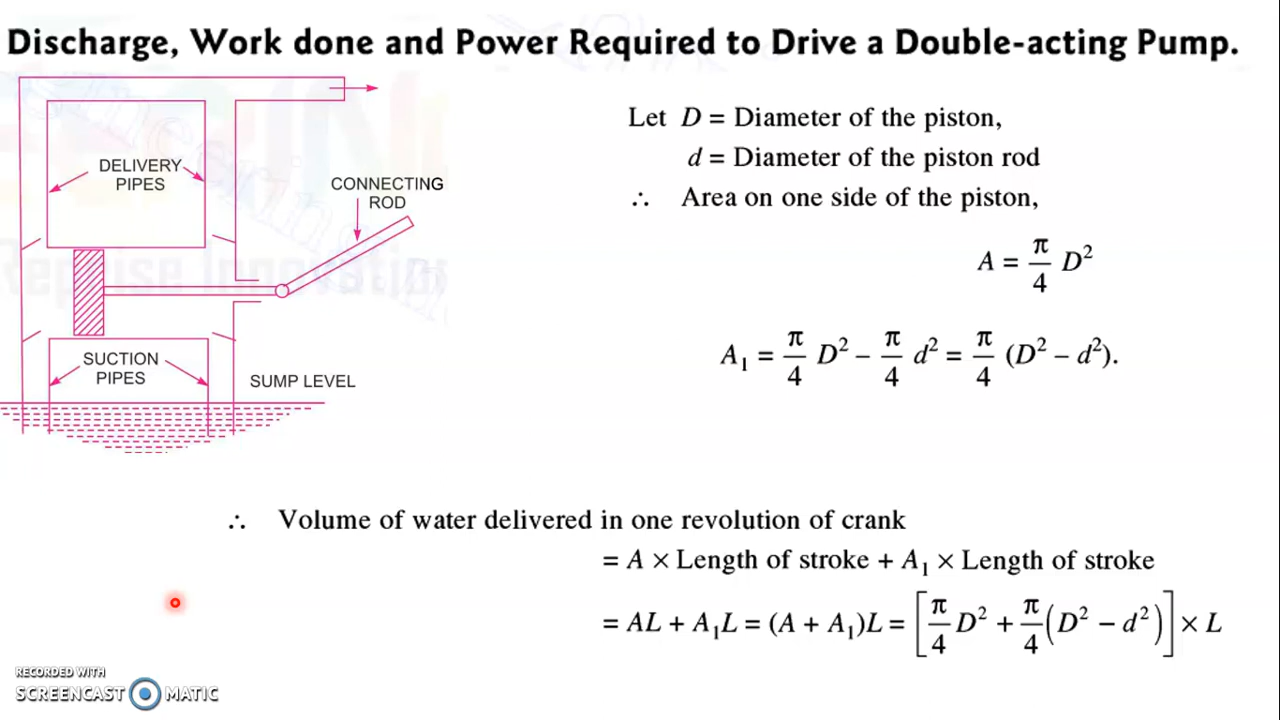 Discharge, Work done and Power Required to Drive a Double-acting Pump.
DELIVERY
PIPES
CONNECTING
ROD
SUCTION
PIPES
SUMP LEVEL
Let D = Diameter of the piston,
d = Diameter of the piston rod
∴ Area on one side of the piston,
A = π/4 D²
A₁ = π/4 D² – π/4 d² = π/4 (D² – d²).
∴ Volume of water delivered in one revolution of crank
= A × Length of stroke + A₁ × Length of stroke
= AL + A₁L = (A + A₁)L = [π/4 D² + π/4 (D² – d²)] × L
RECORDED WITH
SCREENCAST MATIC